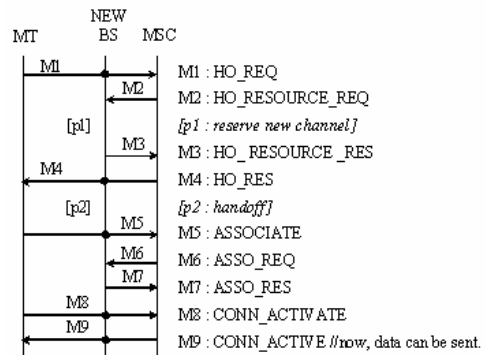 NEW
MT BS MSC
M1 M1 : HO_REQ
M2 M2 : HO_RESOURCE_REQ
[p1] [p1 : reserve new channel]
M3 M3 : HO_ RESOURCE _RES
M4 M4 : HO_RES
[p2] [p2 : handoff]
M5 M5 : ASSOCIATE
M6 M6 : ASSO_REQ
M7 M7 : ASSO_RES
M8 M8 : CONN_ACTIVATE
M9 M9 : CONN_ACTIVE //now, data can be sent.